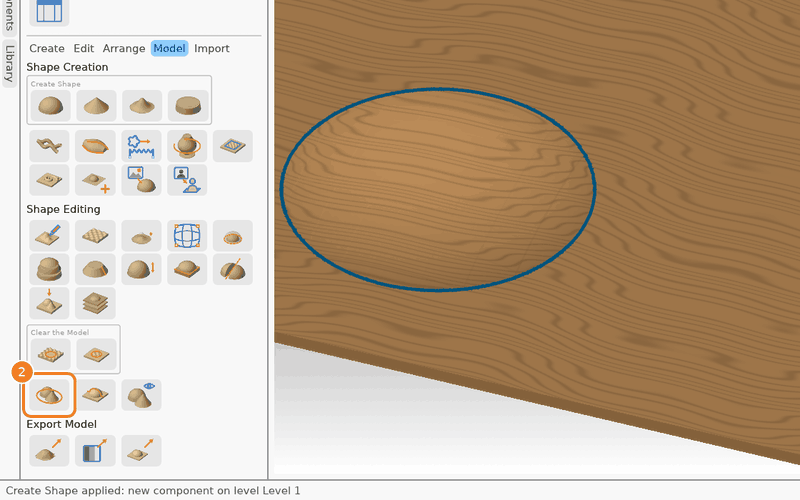 nents
Library
Create Edit Arrange Model Import
Shape Creation
Create Shape
Shape Editing
Clear the Model
2
Export Model
Create Shape applied: new component on level Level 1